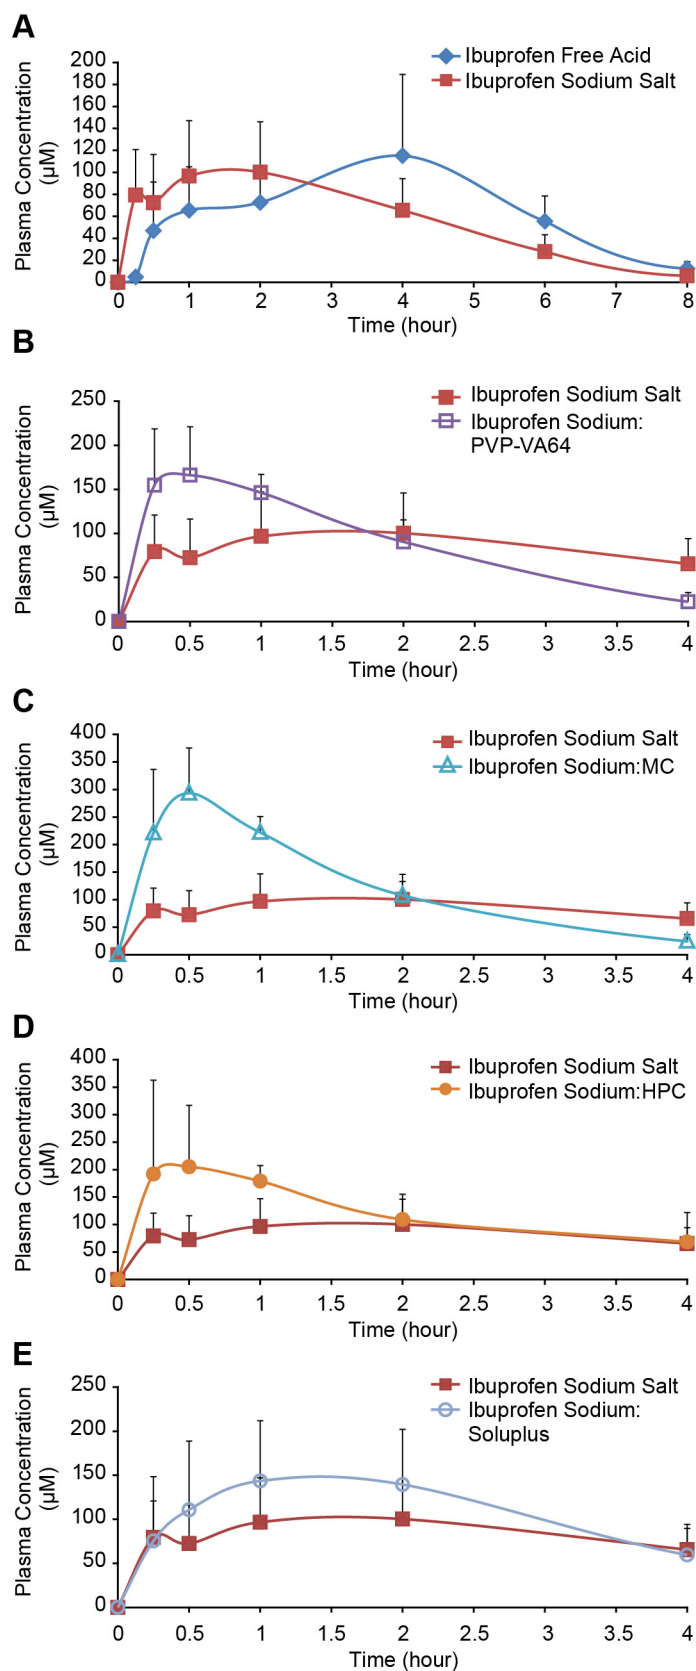 A
Ibuprofen Free Acid
Ibuprofen Sodium Salt
Plasma Concentration
(µM)
200
180
160
140
120
100
80
60
40
20
0
0 1 2 3 4 5 6 7 8
Time (hour)
B
Ibuprofen Sodium Salt
Ibuprofen Sodium:
PVP-VA64
Plasma Concentration
(µM)
250
200
150
100
50
0
0 0.5 1 1.5 2 2.5 3 3.5 4
Time (hour)
C
Ibuprofen Sodium Salt
Ibuprofen Sodium:MC
Plasma Concentration
(µM)
400
350
300
250
200
150
100
50
0
0 0.5 1 1.5 2 2.5 3 3.5 4
Time (hour)
D
Ibuprofen Sodium Salt
Ibuprofen Sodium:HPC
Plasma Concentration
(µM)
400
350
300
250
200
150
100
50
0
0 0.5 1 1.5 2 2.5 3 3.5 4
Time (hour)
E
Ibuprofen Sodium Salt
Ibuprofen Sodium:
Soluplus
Plasma Concentration
(µM)
250
200
150
100
50
0
0 0.5 1 1.5 2 2.5 3 3.5 4
Time (hour)